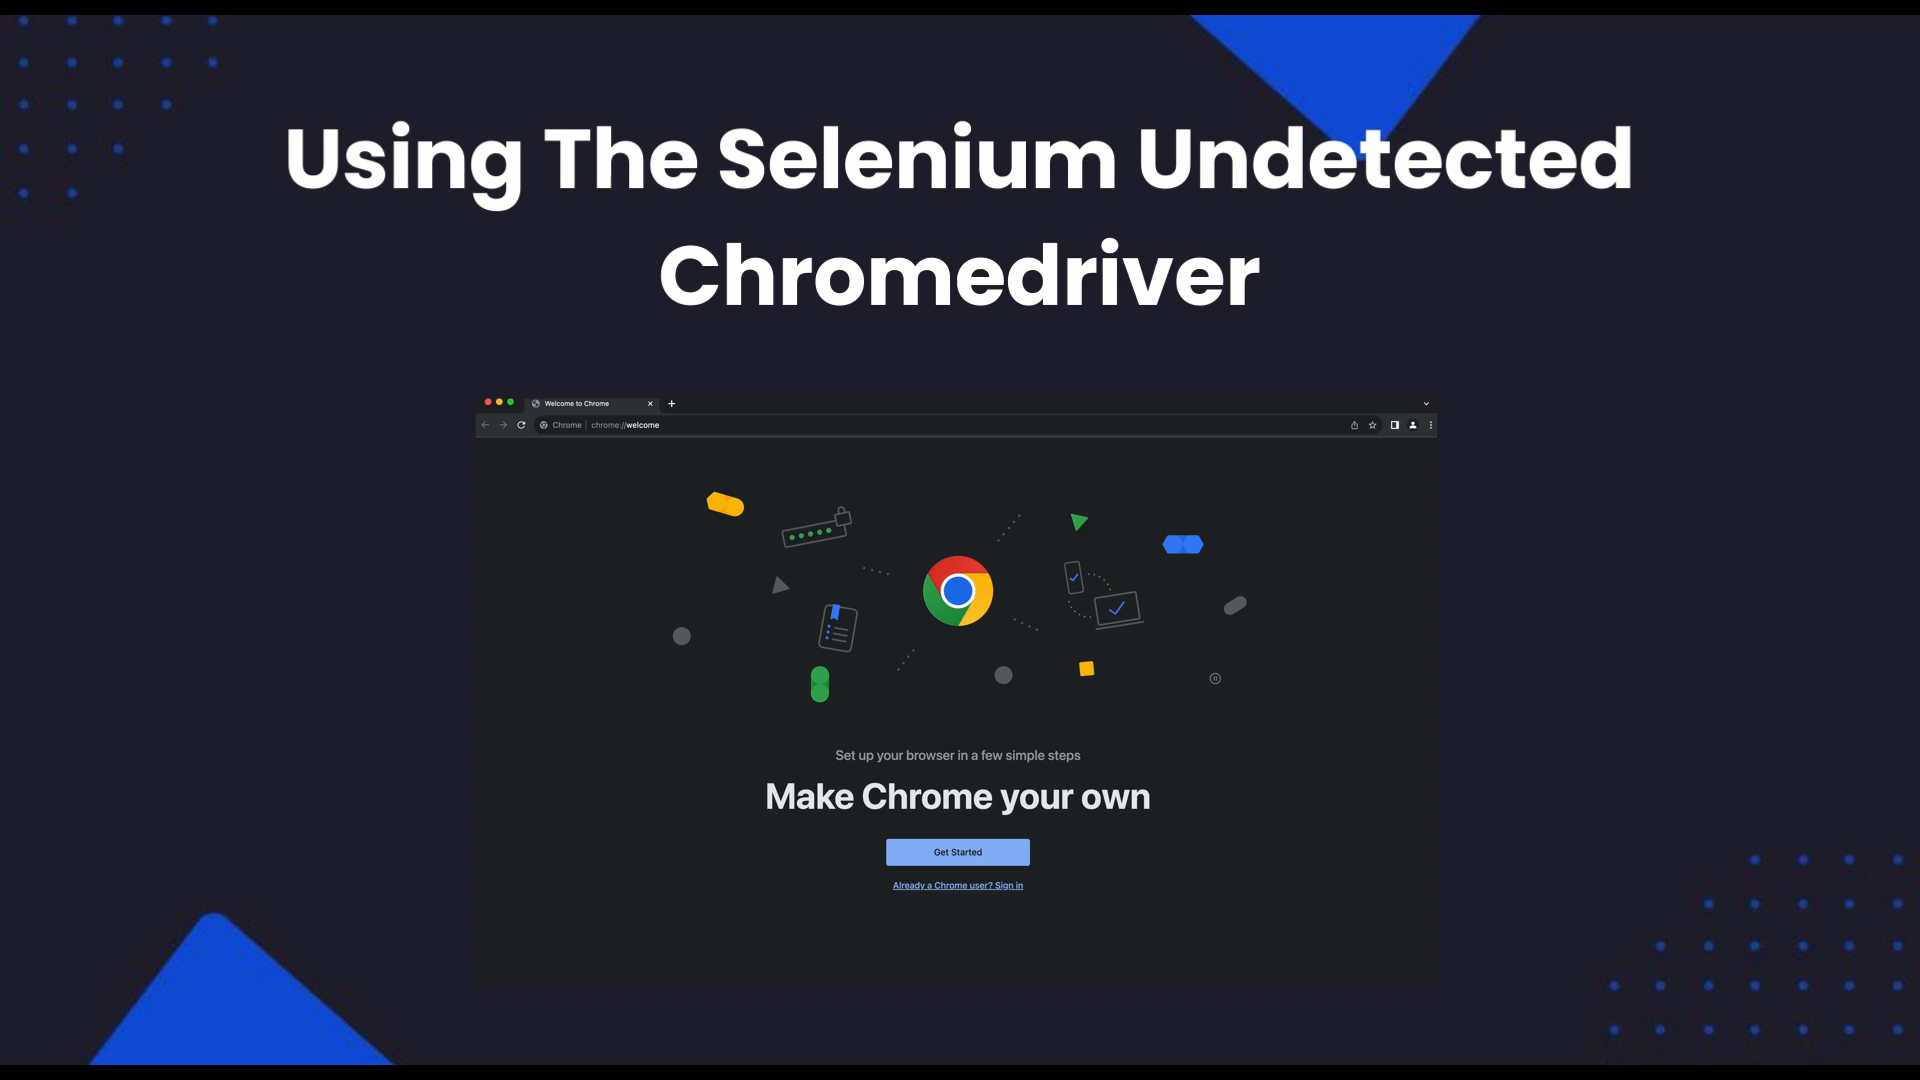 Using The Selenium Undetected
Chromedriver
Welcome to Chrome
Chrome | chrome://welcome
Set up your browser in a few simple steps
Make Chrome your own
Get Started
Already a Chrome user? Sign in